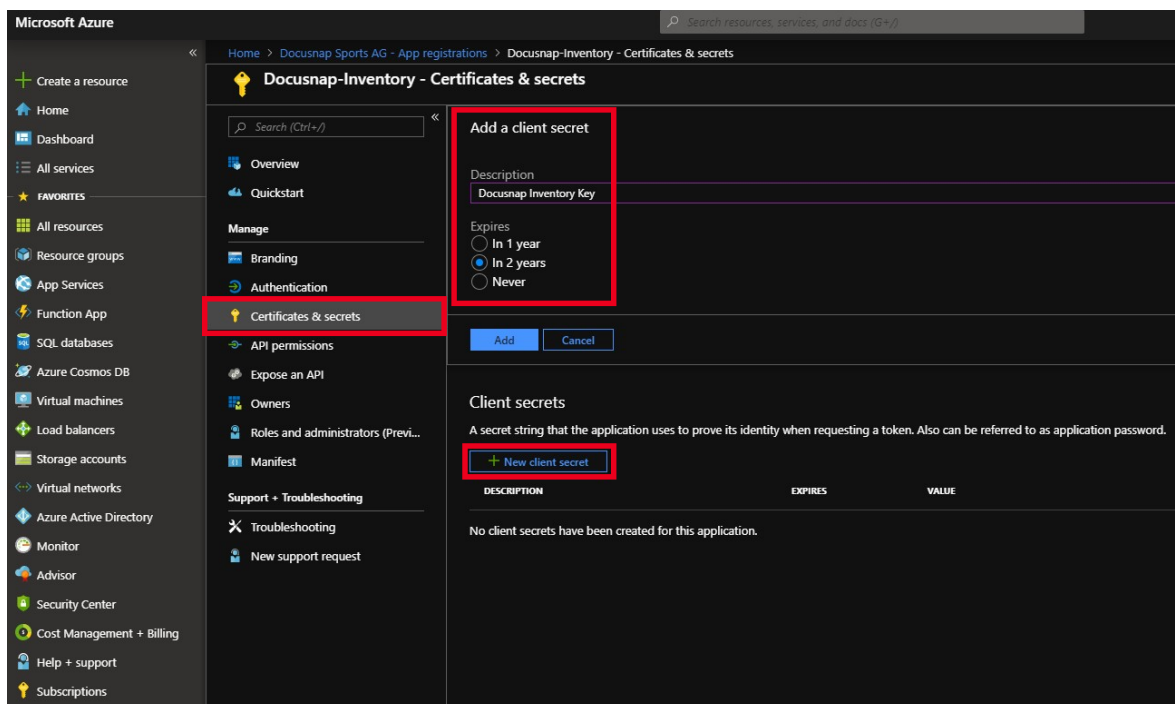 Microsoft Azure
Search resources, services, and docs (G+/)
«
Home > Docusnap Sports AG - App registrations > Docusnap-Inventory - Certificates & secrets
Docusnap-Inventory - Certificates & secrets
Create a resource
Home
Dashboard
All services
FAVORITES
All resources
Resource groups
App Services
Function App
SQL databases
Azure Cosmos DB
Virtual machines
Load balancers
Storage accounts
Virtual networks
Azure Active Directory
Monitor
Advisor
Security Center
Cost Management + Billing
Help + support
Subscriptions
Search (Ctrl+/)
«
Overview
Quickstart
Manage
Branding
Authentication
Certificates & secrets
API permissions
Expose an API
Owners
Roles and administrators (Previ...
Manifest
Support + Troubleshooting
Troubleshooting
New support request
Add a client secret
Description
Docusnap Inventory Key
Expires
In 1 year
In 2 years
Never
Add Cancel
Client secrets
A secret string that the application uses to prove its identity when requesting a token. Also can be referred to as application password.
+ New client secret
DESCRIPTION EXPIRES VALUE
No client secrets have been created for this application.